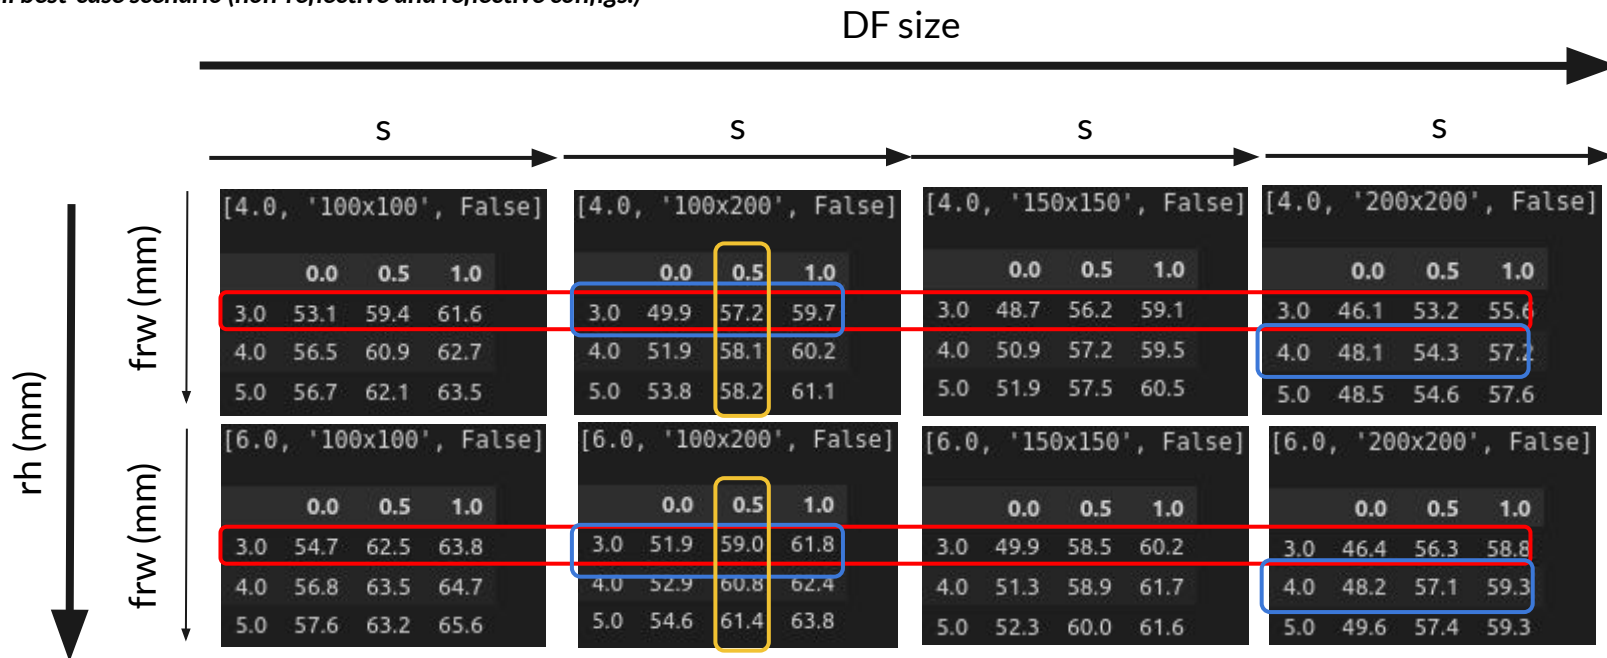 ll best-case scenario (non-reflective and reflective configs.)
DF size
s s s s
rh (mm)
frw (mm)
[4.0, '100x100', False]
0.0 0.5 1.0
3.0 53.1 59.4 61.6
4.0 56.5 60.9 62.7
5.0 56.7 62.1 63.5
[4.0, '100x200', False]
0.0 0.5 1.0
3.0 49.9 57.2 59.7
4.0 51.9 58.1 60.2
5.0 53.8 58.2 61.1
[4.0, '150x150', False]
0.0 0.5 1.0
3.0 48.7 56.2 59.1
4.0 50.9 57.2 59.5
5.0 51.9 57.5 60.5
[4.0, '200x200', False]
0.0 0.5 1.0
3.0 46.1 53.2 55.6
4.0 48.1 54.3 57.2
5.0 48.5 54.6 57.6
frw (mm)
[6.0, '100x100', False]
0.0 0.5 1.0
3.0 54.7 62.5 63.8
4.0 56.8 63.5 64.7
5.0 57.6 63.2 65.6
[6.0, '100x200', False]
0.0 0.5 1.0
3.0 51.9 59.0 61.8
4.0 52.9 60.8 62.4
5.0 54.6 61.4 63.8
[6.0, '150x150', False]
0.0 0.5 1.0
3.0 49.9 58.5 60.2
4.0 51.3 58.9 61.7
5.0 52.3 60.0 61.6
[6.0, '200x200', False]
0.0 0.5 1.0
3.0 46.4 56.3 58.8
4.0 48.2 57.1 59.3
5.0 49.6 57.4 59.3